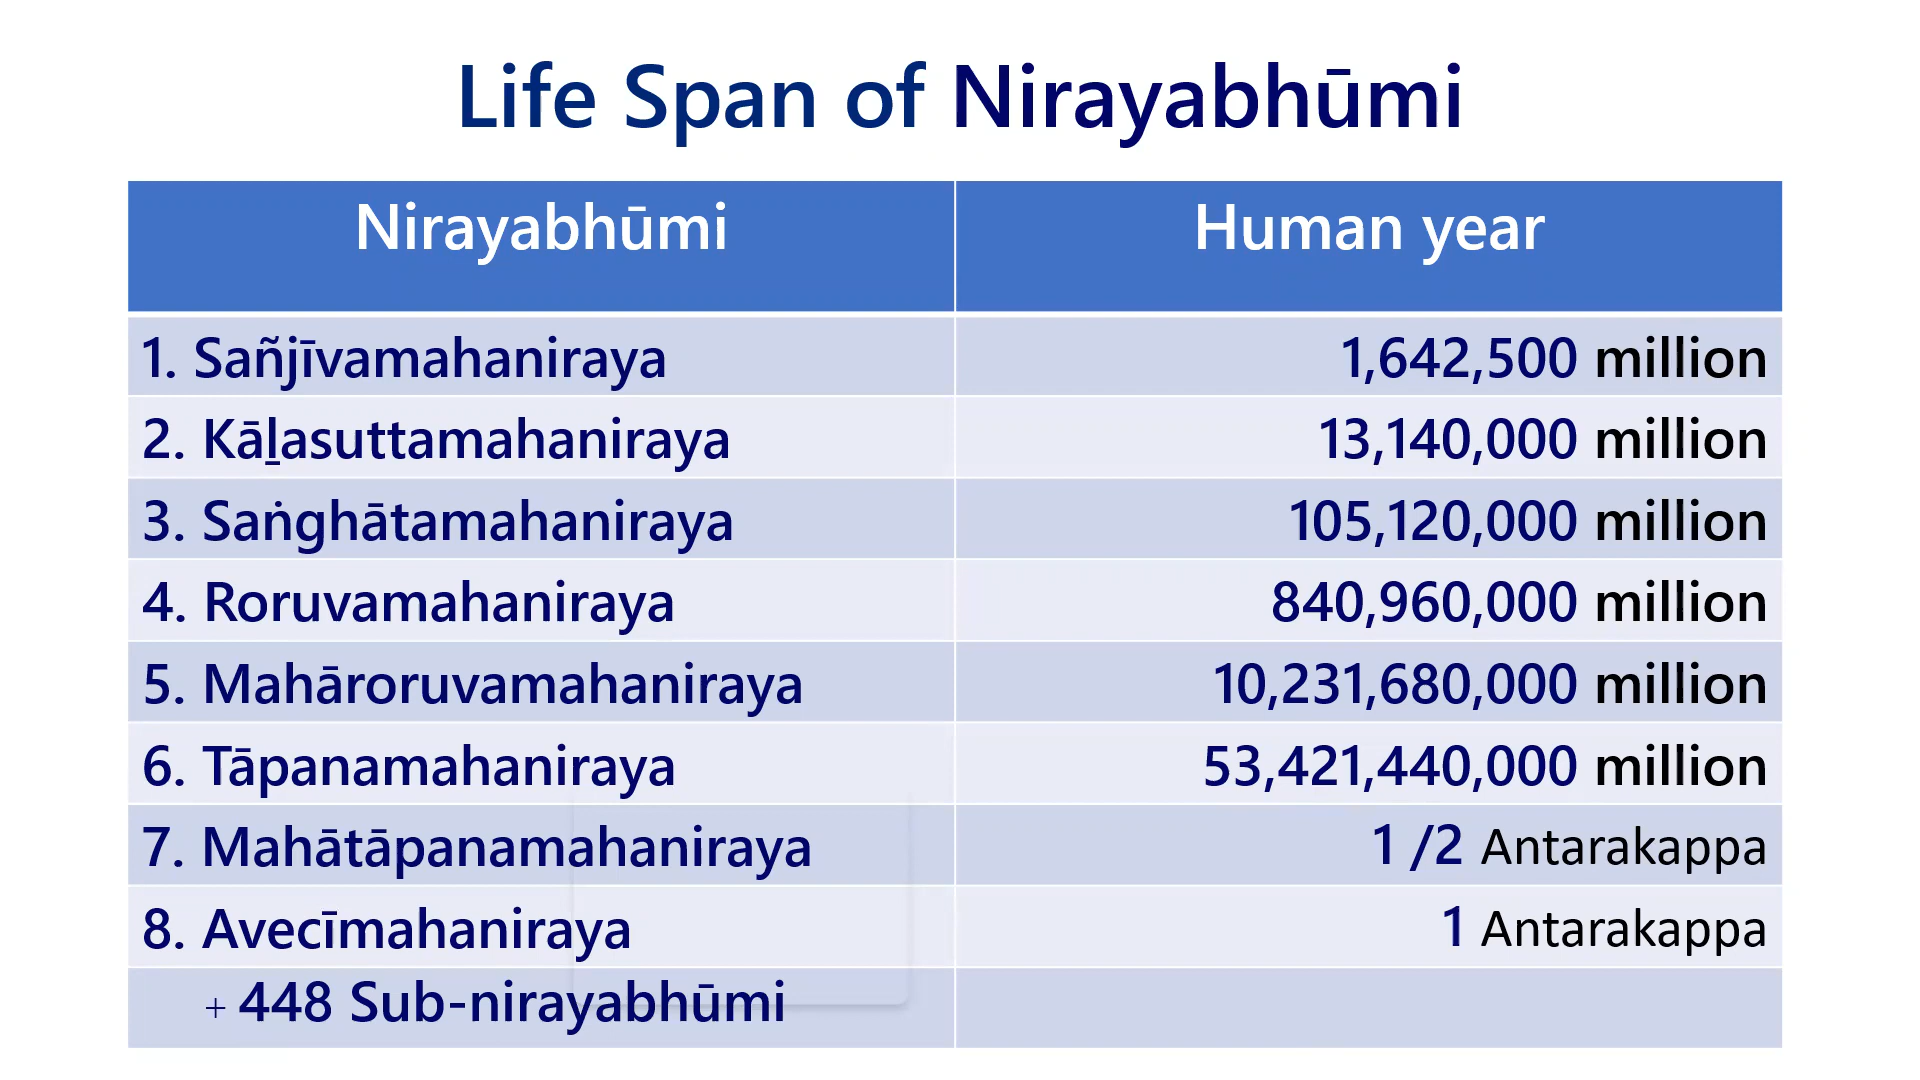 Life Span of Nirayabhūmi
Nirayabhūmi Human year
1. Sañjīvamahaniraya 1,642,500 million
2. Kāḻasuttamahaniraya 13,140,000 million
3. Saṅghātamahaniraya 105,120,000 million
4. Roruvamahaniraya 840,960,000 million
5. Mahāroruvamahaniraya 10,231,680,000 million
6. Tāpanamahaniraya 53,421,440,000 million
7. Mahātāpanamahaniraya 1 /2 Antarakappa
8. Avecīmahaniraya 1 Antarakappa
+ 448 Sub-nirayabhūmi